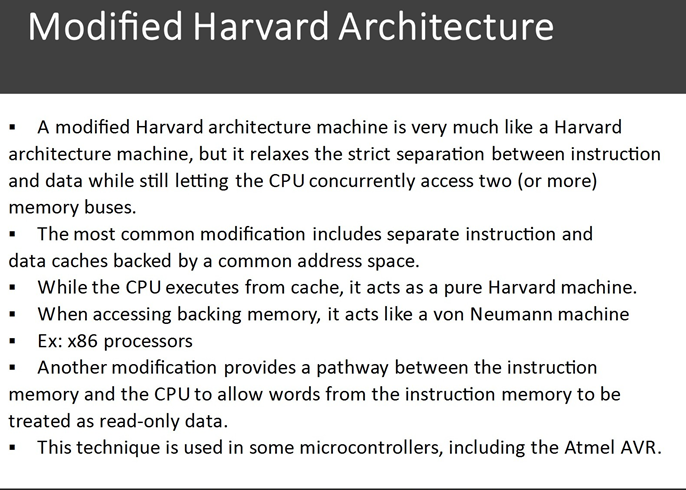 Modified Harvard Architecture
▪ A modified Harvard architecture machine is very much like a Harvard
architecture machine, but it relaxes the strict separation between instruction
and data while still letting the CPU concurrently access two (or more)
memory buses.
▪ The most common modification includes separate instruction and
data caches backed by a common address space.
▪ While the CPU executes from cache, it acts as a pure Harvard machine.
▪ When accessing backing memory, it acts like a von Neumann machine
▪ Ex: x86 processors
▪ Another modification provides a pathway between the instruction
memory and the CPU to allow words from the instruction memory to be
treated as read-only data.
▪ This technique is used in some microcontrollers, including the Atmel AVR.